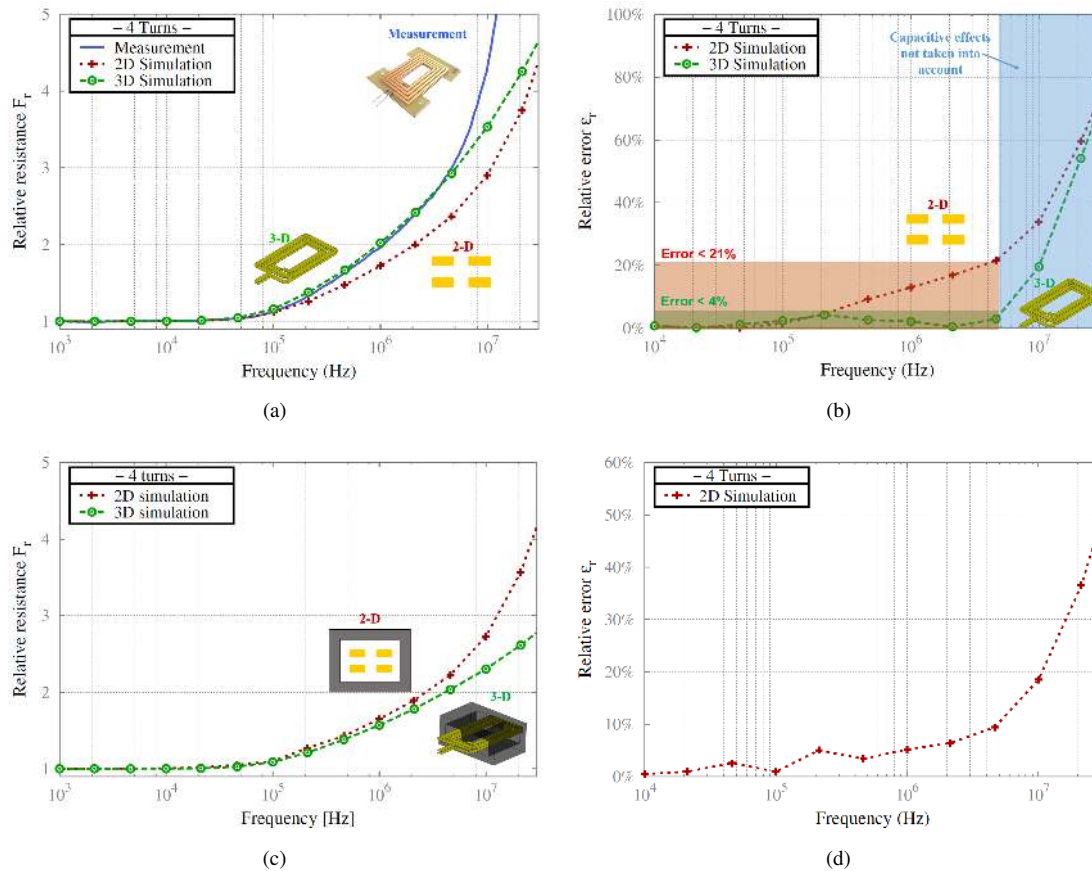 – 4 Turns –
Measurement
2D Simulation
3D Simulation
Measurement
3-D
2-D
5
4
3
2
1
10³
10⁴
10⁵
10⁶
10⁷
Relative resistance Fᵣ
Frequency (Hz)
(a)
– 4 Turns –
2D Simulation
3D Simulation
Capacitive effects
not taken into
account
2-D
Error < 21%
3-D
Error < 4%
100%
80%
60%
40%
20%
0%
10⁴
10⁵
10⁶
10⁷
Relative error εᵣ
Frequency (Hz)
(b)
– 4 turns –
2D simulation
3D simulation
2-D
3-D
5
4
3
2
1
10³
10⁴
10⁵
10⁶
10⁷
Relative resistance Fᵣ
Frequency [Hz]
(c)
– 4 Turns –
2D Simulation
60%
50%
40%
30%
20%
10%
0%
10⁴
10⁵
10⁶
10⁷
Relative error εᵣ
Frequency (Hz)
(d)